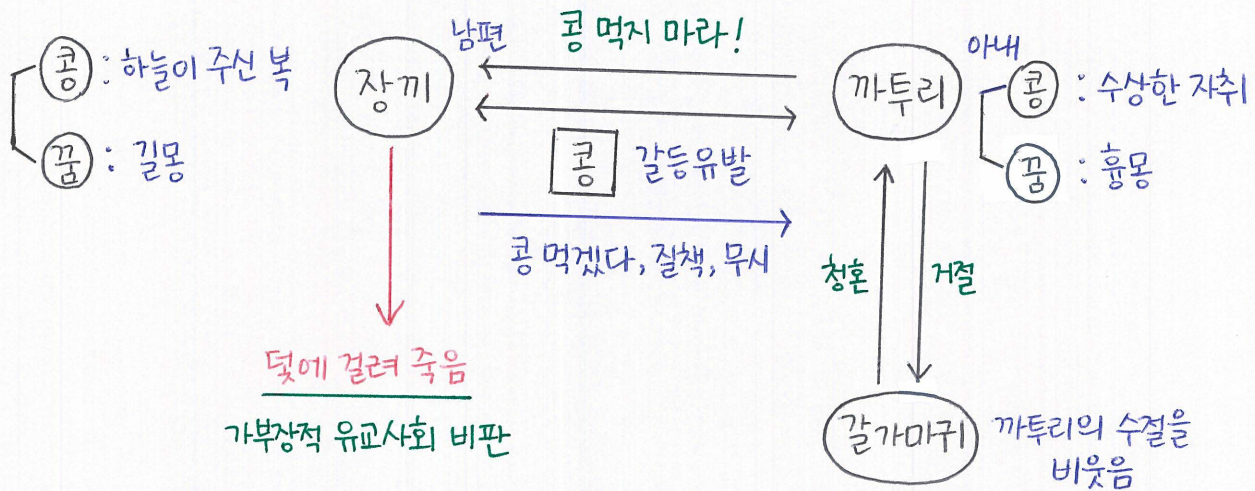 콩 : 하늘이 주신 복
꿈 : 길몽
남편
장끼
콩 먹지 마라!
콩 갈등유발
콩 먹겠다, 질책, 무시
까투리
아내
콩 : 수상한 자취
꿈 : 흉몽
덫에 걸려 죽음
가부장적 유교사회 비판
청혼
거절
갈가마귀
까투리의 수절을
비웃음